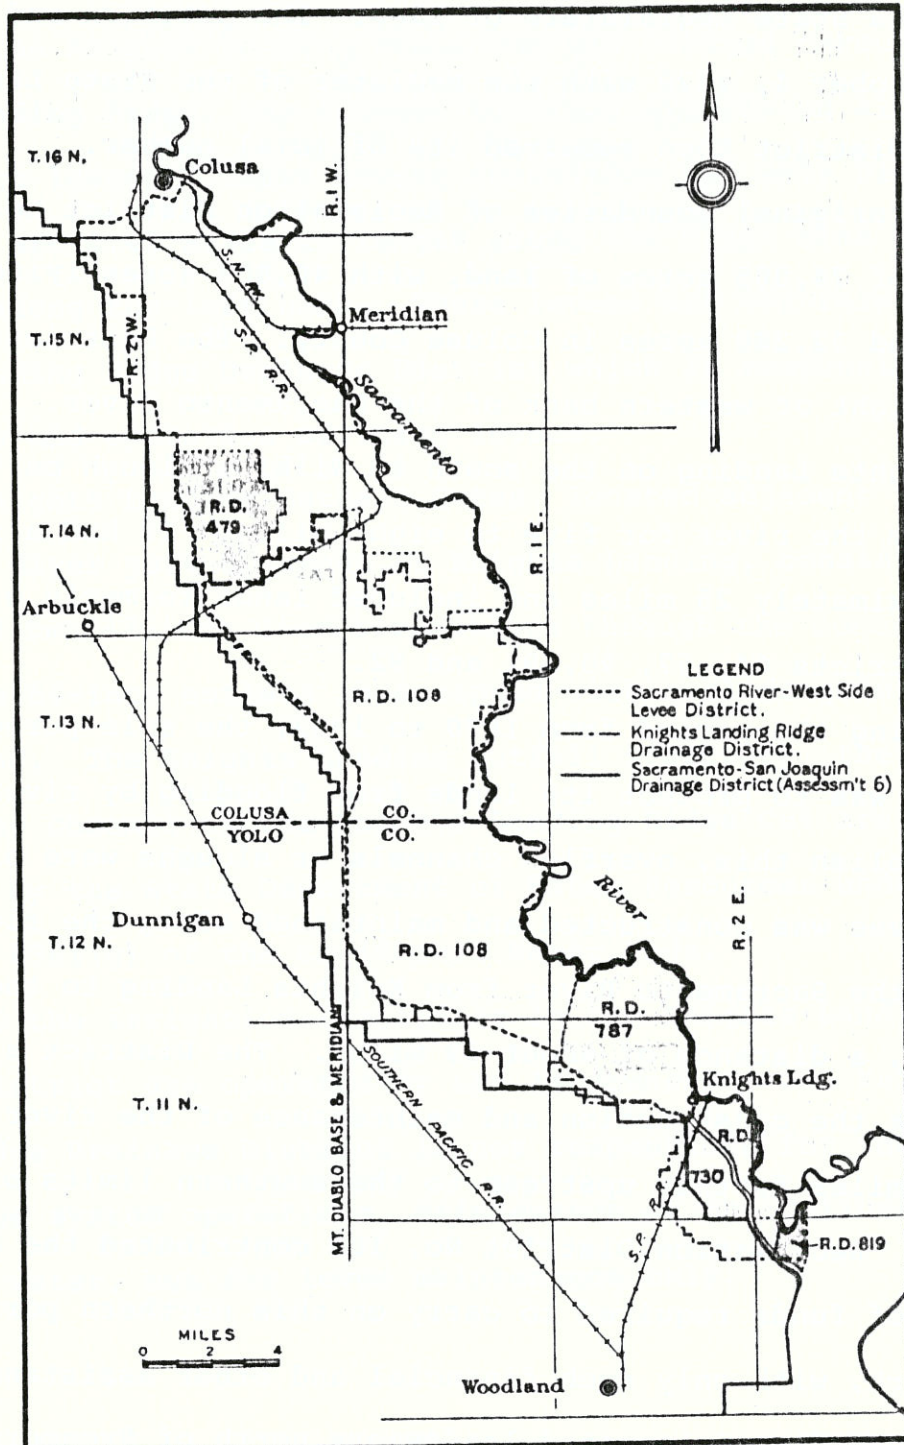 T. 16 N.
Colusa
R. 1 W.
S. N. RY.
Meridian
T. 15 N.
R. 2 W.
S. P. R. R.
Sacramento
R. D.
479
T. 14 N.
R. 1 E.
Arbuckle
LEGEND
Sacramento River-West Side
Levee District.
Knights Landing Ridge
Drainage District.
Sacramento-San Joaquin
Drainage District (Assessm't 6)
R. D. 108
T. 13 N.
COLUSA CO.
YOLO CO.
River
R. 2 E.
Dunnigan
T. 12 N.
R. D. 108
R. D.
787
MT. DIABLO BASE & MERIDIAN
SOUTHERN PACIFIC R. R.
Knights Ldg.
T. 11 N.
R. D.
730
S. P. R. R.
R. D. 819
MILES
0 2 4
Woodland